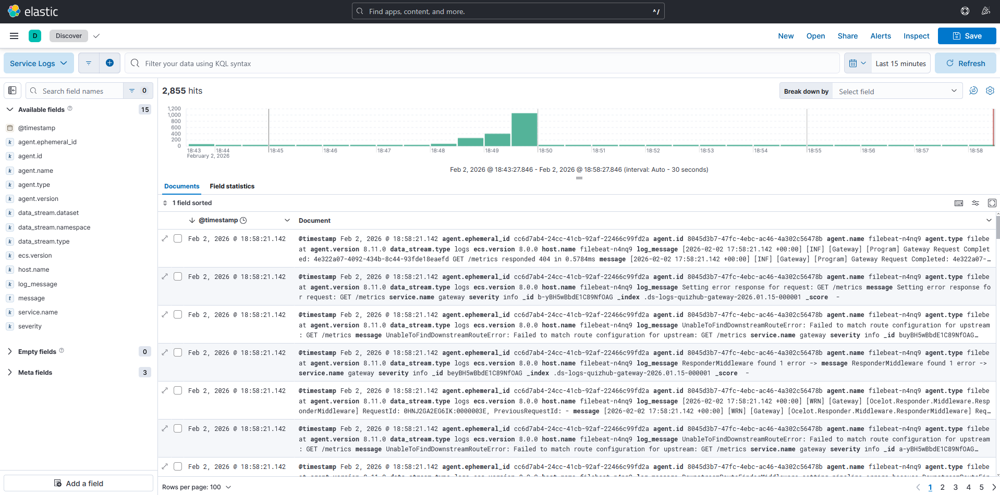 elastic
Find apps, content, and more.
^/
D
Discover
New
Open
Share
Alerts
Inspect
Save
Service Logs
Filter your data using KQL syntax
Last 15 minutes
Refresh
Search field names
0
Available fields
15
@timestamp
k agent.ephemeral_id
k agent.id
k agent.name
k agent.type
k agent.version
k data_stream.dataset
k data_stream.namespace
k data_stream.type
k ecs.version
k host.name
k log_message
t message
k service.name
k severity
Empty fields
0
Meta fields
3
Add a field
2,855 hits
Break down by
Select field
1,200
1,000
800
600
400
200
0
18:43 18:44 18:45 18:46 18:47 18:48 18:49 18:50 18:51 18:52 18:53 18:54 18:55 18:56 18:57 18:58
February 2, 2026
Feb 2, 2026 @ 18:43:27.846 - Feb 2, 2026 @ 18:58:27.846 (interval: Auto - 30 seconds)
Documents
Field statistics
1 field sorted
@timestamp
Document
Feb 2, 2026 @ 18:58:21.142
@timestamp Feb 2, 2026 @ 18:58:21.142 agent.ephemeral_id cc6d7ab4-24cc-41cb-92af-22466c99fd2a agent.id 8045d3b7-47fc-4ebc-ac46-4a302c56478b agent.name filebeat-n4nq9 agent.type filebe
at agent.version 8.11.0 data_stream.type logs ecs.version 8.0.0 host.name filebeat-n4nq9 log_message [2026-02-02 17:58:21.142 +00:00] [INF] [Gateway] [Program] Gateway Request Complet
ed: 4e322a07-4092-434b-8c44-93fde18eaefd GET /metrics responded 404 in 0.5784ms message [2026-02-02 17:58:21.142 +00:00] [INF] [Gateway] [Program] Gateway Request Completed: 4e322a07-…
Feb 2, 2026 @ 18:58:21.142
@timestamp Feb 2, 2026 @ 18:58:21.142 agent.ephemeral_id cc6d7ab4-24cc-41cb-92af-22466c99fd2a agent.id 8045d3b7-47fc-4ebc-ac46-4a302c56478b agent.name filebeat-n4nq9 agent.type filebe
at agent.version 8.11.0 data_stream.type logs ecs.version 8.0.0 host.name filebeat-n4nq9 log_message Setting error response for request: GET /metrics message Setting error response fo
r request: GET /metrics service.name gateway severity info _id b-yBH5wBbdE1C89NfOAG _index .ds-logs-quizhub-gateway-2026.01.15-000001 _score -
Feb 2, 2026 @ 18:58:21.142
@timestamp Feb 2, 2026 @ 18:58:21.142 agent.ephemeral_id cc6d7ab4-24cc-41cb-92af-22466c99fd2a agent.id 8045d3b7-47fc-4ebc-ac46-4a302c56478b agent.name filebeat-n4nq9 agent.type filebe
at agent.version 8.11.0 data_stream.type logs ecs.version 8.0.0 host.name filebeat-n4nq9 log_message UnableToFindDownstreamRouteError: Failed to match route configuration for upstream
: GET /metrics message UnableToFindDownstreamRouteError: Failed to match route configuration for upstream: GET /metrics service.name gateway severity info _id buyBH5wBbdE1C89NfOAG…
Feb 2, 2026 @ 18:58:21.142
@timestamp Feb 2, 2026 @ 18:58:21.142 agent.ephemeral_id cc6d7ab4-24cc-41cb-92af-22466c99fd2a agent.id 8045d3b7-47fc-4ebc-ac46-4a302c56478b agent.name filebeat-n4nq9 agent.type filebe
at agent.version 8.11.0 data_stream.type logs ecs.version 8.0.0 host.name filebeat-n4nq9 log_message ResponderMiddleware found 1 error -> message ResponderMiddleware found 1 error ->
service.name gateway severity info _id beyBH5wBbdE1C89NfOAG _index .ds-logs-quizhub-gateway-2026.01.15-000001 _score -
Feb 2, 2026 @ 18:58:21.142
@timestamp Feb 2, 2026 @ 18:58:21.142 agent.ephemeral_id cc6d7ab4-24cc-41cb-92af-22466c99fd2a agent.id 8045d3b7-47fc-4ebc-ac46-4a302c56478b agent.name filebeat-n4nq9 agent.type filebe
at agent.version 8.11.0 data_stream.type logs ecs.version 8.0.0 host.name filebeat-n4nq9 log_message [2026-02-02 17:58:21.142 +00:00] [WRN] [Gateway] [Ocelot.Responder.Middleware.Resp
onderMiddleware] RequestId: 0HNJ2GA2EG6IK:0000003E, PreviousRequestId: - message [2026-02-02 17:58:21.142 +00:00] [WRN] [Gateway] [Ocelot.Responder.Middleware.ResponderMiddleware] Req…
Feb 2, 2026 @ 18:58:21.142
@timestamp Feb 2, 2026 @ 18:58:21.142 agent.ephemeral_id cc6d7ab4-24cc-41cb-92af-22466c99fd2a agent.id 8045d3b7-47fc-4ebc-ac46-4a302c56478b agent.name filebeat-n4nq9 agent.type filebe
at agent.version 8.11.0 data_stream.type logs ecs.version 8.0.0 host.name filebeat-n4nq9 log_message UnableToFindDownstreamRouteError: Failed to match route configuration for upstream
: GET /metrics message UnableToFindDownstreamRouteError: Failed to match route configuration for upstream: GET /metrics service.name gateway severity info _id a-yBH5wBbdE1C89NfOAG…
Feb 2, 2026 @ 18:58:21.142
@timestamp Feb 2, 2026 @ 18:58:21.142 agent.ephemeral_id cc6d7ab4-24cc-41cb-92af-22466c99fd2a agent.id 8045d3b7-47fc-4ebc-ac46-4a302c56478b agent.name filebeat-n4nq9 agent.type filebe
Rows per page: 100
1 2 3 4 5